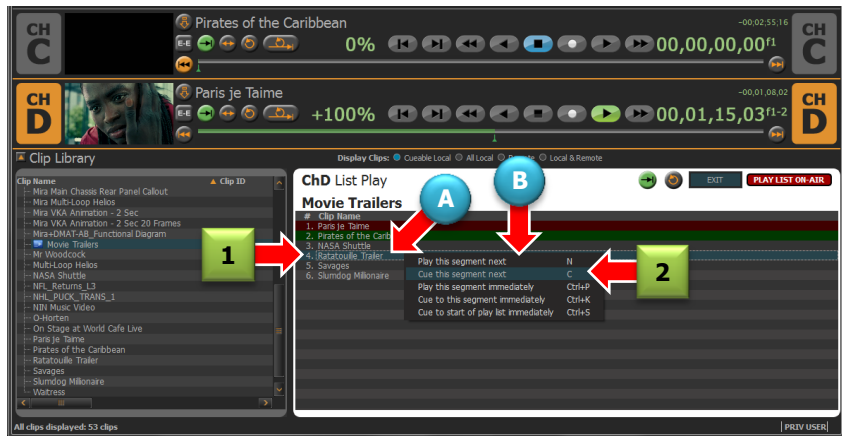 CH C
Pirates of the Caribbean
-00;02;55;16
E-E
0%
00,00,00,00f1
CH C
CH D
Paris je Taime
-00,01,08,02
E-E
+100%
00,01,15,03f1-2
CH D
Clip Library
Display Clips: Cueable Local All Local Local & Remote
Clip Name Clip ID
Mira Main Chassis Rear Panel Callout
Mira Multi-Loop Helios
Mira VKA Animation - 2 Sec
Mira VKA Animation - 2 Sec 20 Frames
Mira+DMAT-AB_Functional Diagram
Movie Trailers
Mr Woodcock
MultiLoop Helios
NASA Shuttle
NFL_Returns_L3
NHL_PUCK_TRANS_1
NIN Music Video
O-Horten
On Stage at World Cafe Live
Paris je Taime
Pirates of the Caribbean
Ratatouille Trailer
Savages
Slumdog Millionaire
Waitress
ChD List Play
EXIT
PLAY LIST ON-AIR
Movie Trailers
# Clip Name
1. Paris je Taime
2. Pirates of the Carib
3. NASA Shuttle
4. Ratatouille Trailer
5. Savages
6. Slumdog Millionaire
Play this segment next N
Cue this segment next C
Play this segment immediately Ctrl+P
Cue to this segment immediately Ctrl+K
Cue to start of play list immediately Ctrl+S
A
B
1
2
All clips displayed: 53 clips
PRIV USER